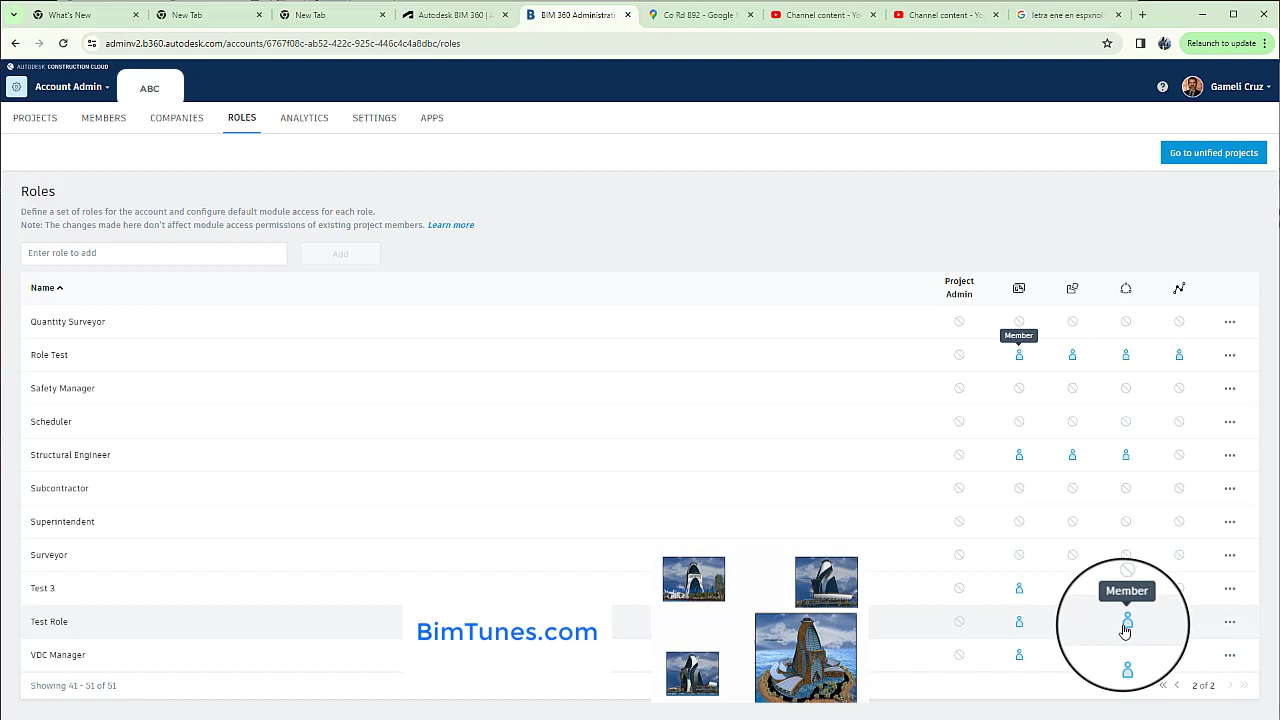 What's New
New Tab
New Tab
Autodesk BIM 360 | A
BIM 360 Administrati
Co Rd 892 - Google M
Channel content - Yo
Channel content - Yo
letra ene en espxnol
adminv2.b360.autodesk.com/accounts/6767f08c-ab52-422c-925c-446c4c4a8dbc/roles
Relaunch to update
AUTODESK CONSTRUCTION CLOUD
Account Admin
ABC
Gameli Cruz
PROJECTS
MEMBERS
COMPANIES
ROLES
ANALYTICS
SETTINGS
APPS
Go to unified projects
Roles
Define a set of roles for the account and configure default module access for each role.
Note: The changes made here don't affect module access permissions of existing project members. Learn more
Enter role to add
Add
Name
Project
Admin
Quantity Surveyor
Member
Role Test
Safety Manager
Scheduler
Structural Engineer
Subcontractor
Superintendent
Surveyor
Test 3
Member
Test Role
BimTunes.com
VDC Manager
Showing 41 - 51 of 51
2 of 2